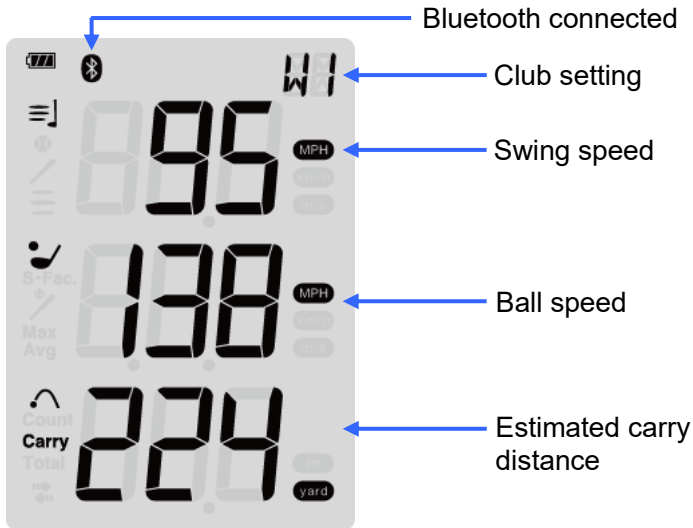 Bluetooth connected
W1
Club setting
95
MPH
Swing speed
km/h
m/s
S-Fac.
138
MPH
Ball speed
km/h
Max
m/s
Avg
Count
224
Carry
Estimated carry
distance
Total
m
yard